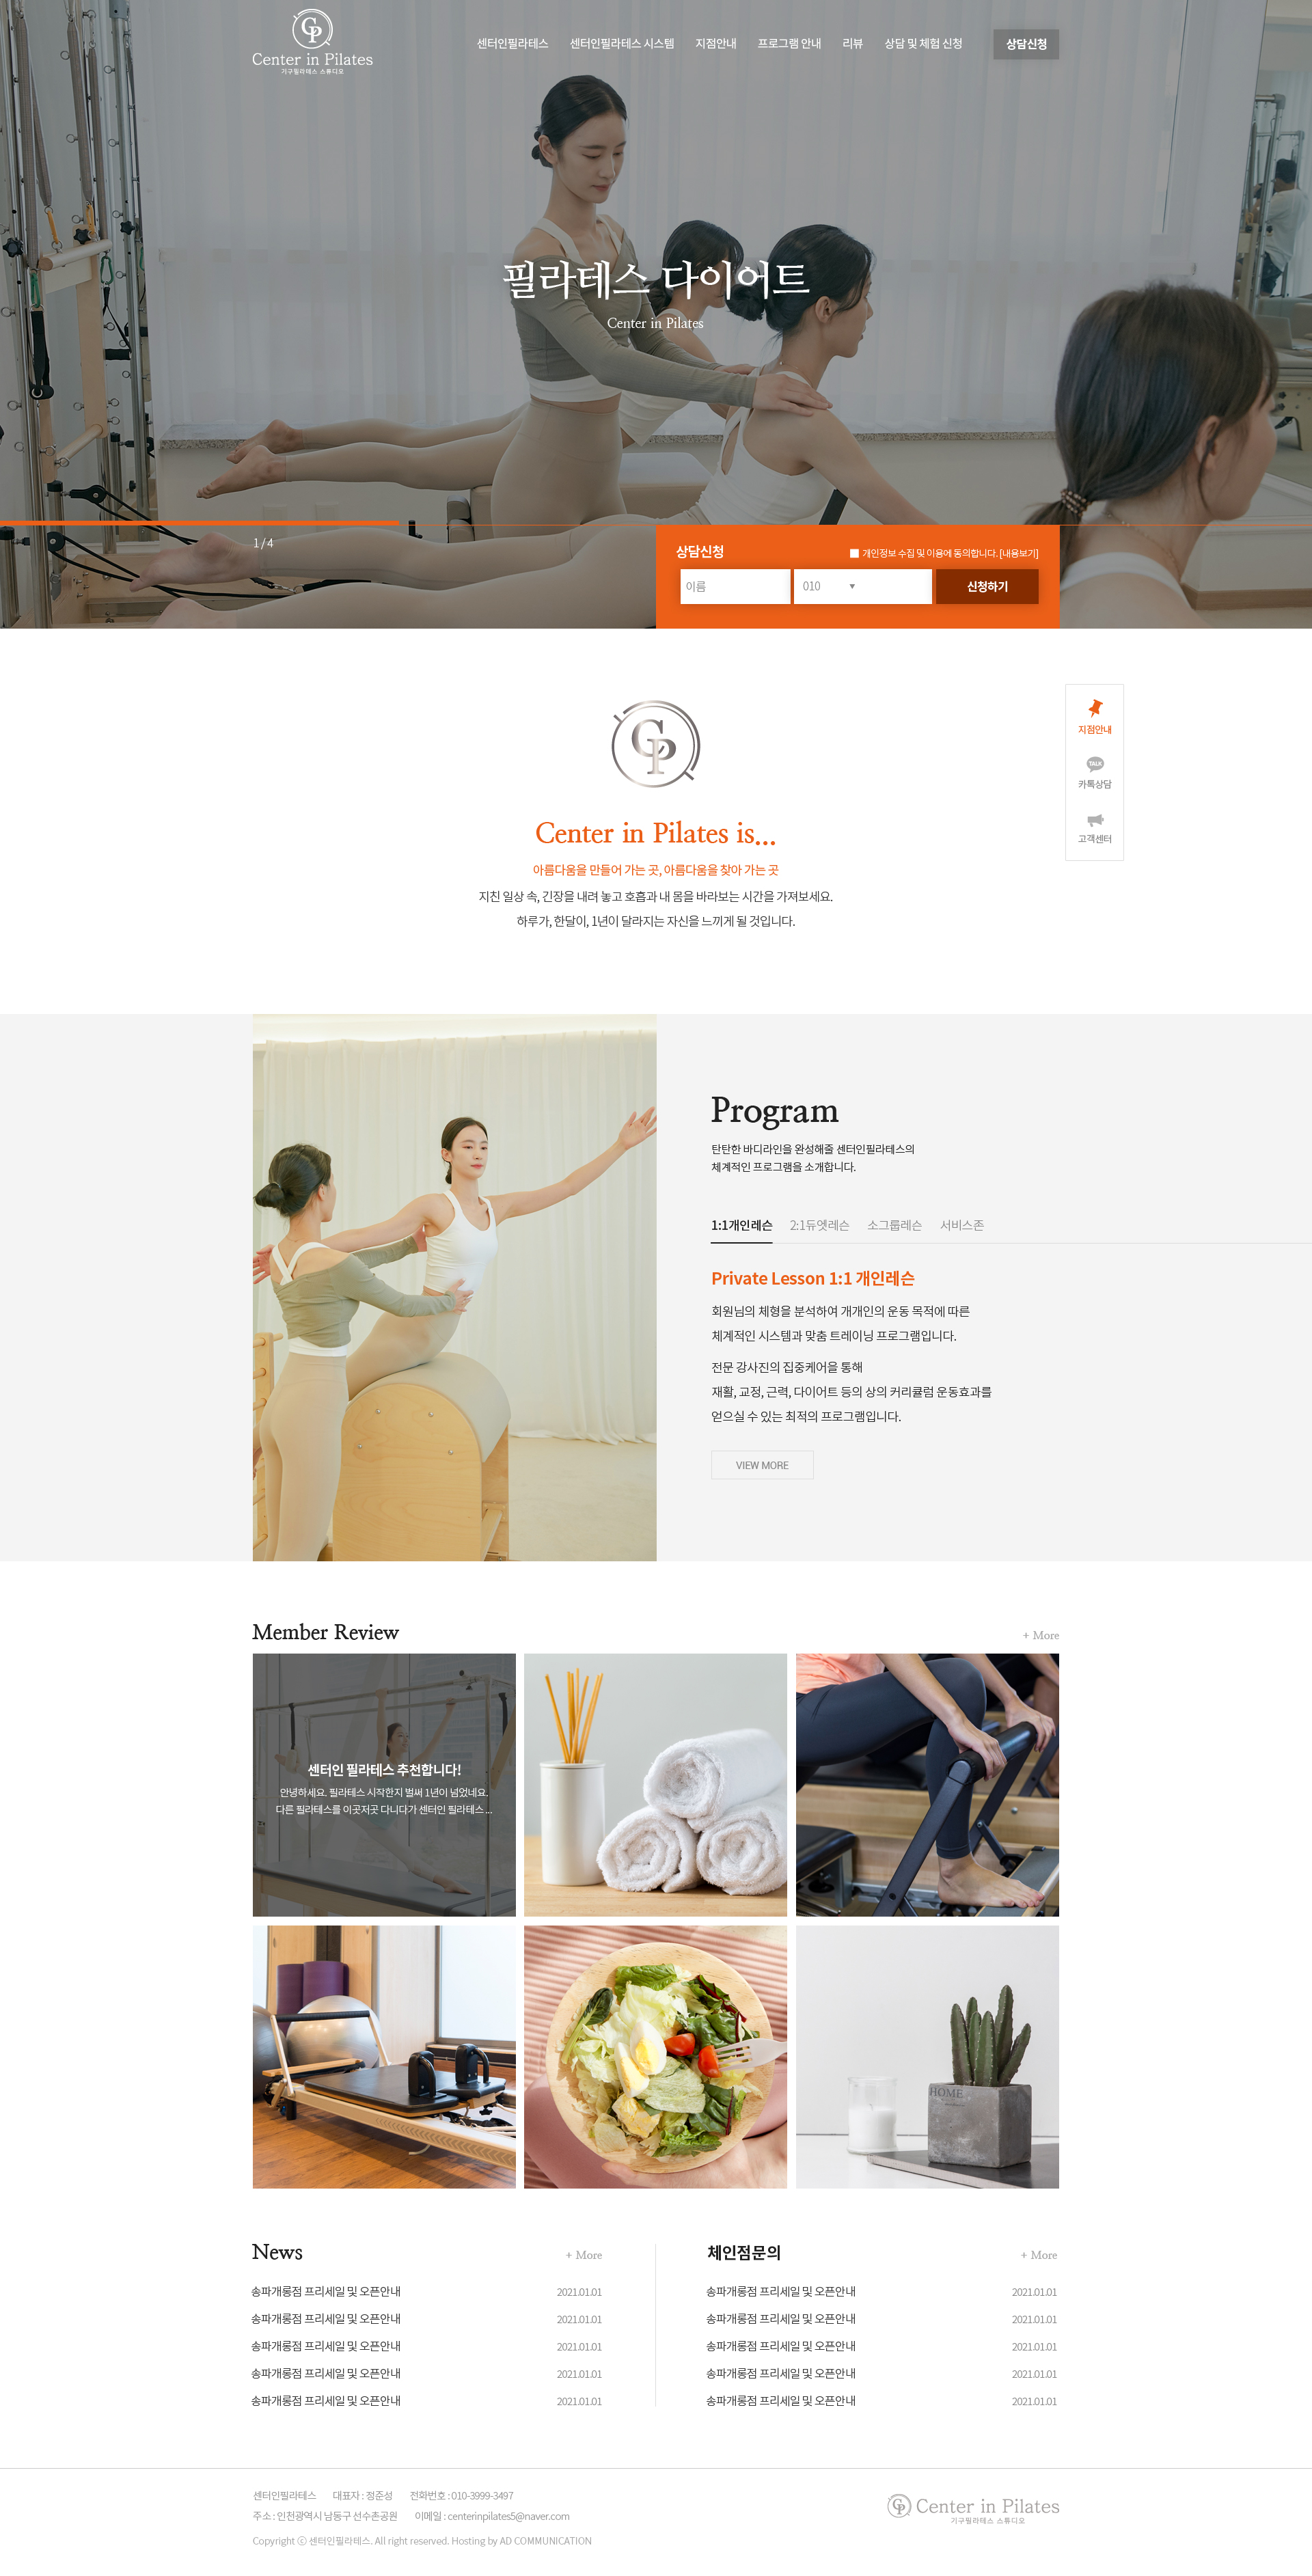 CP
Center in Pilates
기구필라테스 스튜디오
센터인필라테스 센터인필라테스 시스템 지점안내 프로그램 안내 리뷰 상담 및 체험 신청 상담신청
필라테스 다이어트
Center in Pilates
1 / 4
상담신청
개인정보 수집 및 이용에 동의합니다. [내용보기]
이름 010 ▼ 신청하기
지점안내
TALK
카톡상담
고객센터
CP
Center in Pilates is...
아름다움을 만들어 가는 곳, 아름다움을 찾아 가는 곳
지친 일상 속, 긴장을 내려 놓고 호흡과 내 몸을 바라보는 시간을 가져보세요.
하루가, 한달이, 1년이 달라지는 자신을 느끼게 될 것입니다.
Program
탄탄한 바디라인을 완성해줄 센터인필라테스의
체계적인 프로그램을 소개합니다.
1:1개인레슨 2:1듀엣레슨 소그룹레슨 서비스존
Private Lesson 1:1 개인레슨
회원님의 체형을 분석하여 개개인의 운동 목적에 따른
체계적인 시스템과 맞춤 트레이닝 프로그램입니다.
전문 강사진의 집중케어을 통해
재활, 교정, 근력, 다이어트 등의 상의 커리큘럼 운동효과를
얻으실 수 있는 최적의 프로그램입니다.
VIEW MORE
Member Review
+ More
센터인 필라테스 추천합니다!
안녕하세요. 필라테스 시작한지 벌써 1년이 넘었네요.
다른 필라테스를 이곳저곳 다니다가 센터인 필라테스 ...
HOME
News
+ More
송파개롱점 프리세일 및 오픈안내 2021.01.01
송파개롱점 프리세일 및 오픈안내 2021.01.01
송파개롱점 프리세일 및 오픈안내 2021.01.01
송파개롱점 프리세일 및 오픈안내 2021.01.01
송파개롱점 프리세일 및 오픈안내 2021.01.01
체인점문의
+ More
송파개롱점 프리세일 및 오픈안내 2021.01.01
송파개롱점 프리세일 및 오픈안내 2021.01.01
송파개롱점 프리세일 및 오픈안내 2021.01.01
송파개롱점 프리세일 및 오픈안내 2021.01.01
송파개롱점 프리세일 및 오픈안내 2021.01.01
센터인필라테스 대표자 : 정준성 전화번호 : 010-3999-3497
주소 : 인천광역시 남동구 선수촌공원 이메일 : centerinpilates5@naver.com
Copyright ⓒ 센터인필라테스. All right reserved. Hosting by AD COMMUNICATION
CP Center in Pilates
기구필라테스 스튜디오